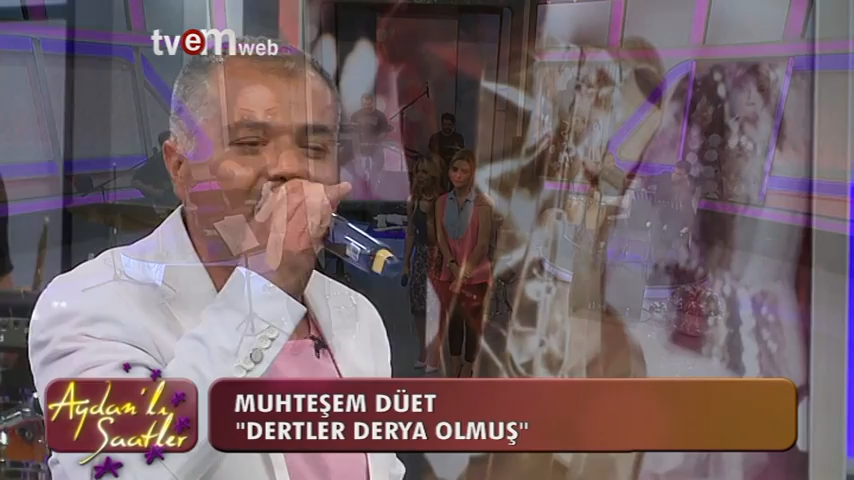 tvem web
Aydan'lı
Saatler
MUHTEŞEM DÜET
"DERTLER DERYA OLMUŞ"